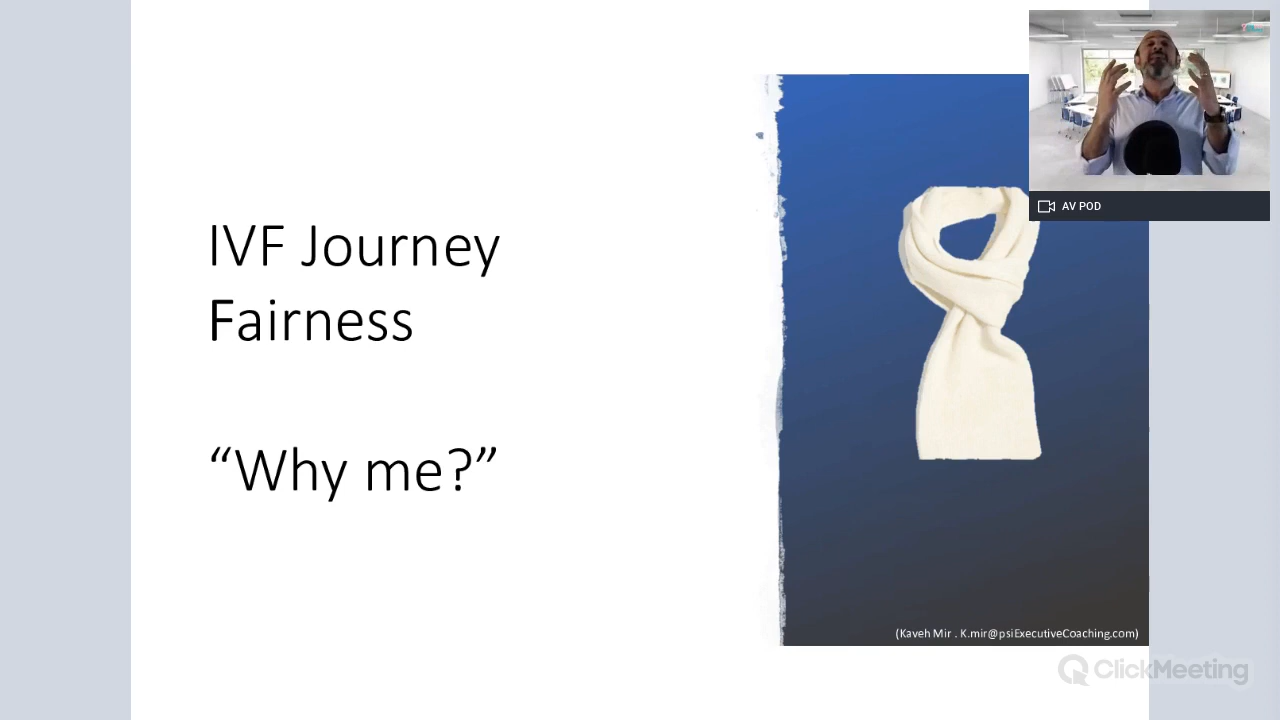 IVF Journey
Fairness
“Why me?”
AV POD
(Kaveh Mir . K.mir@psiExecutiveCoaching.com)
ClickMeeting